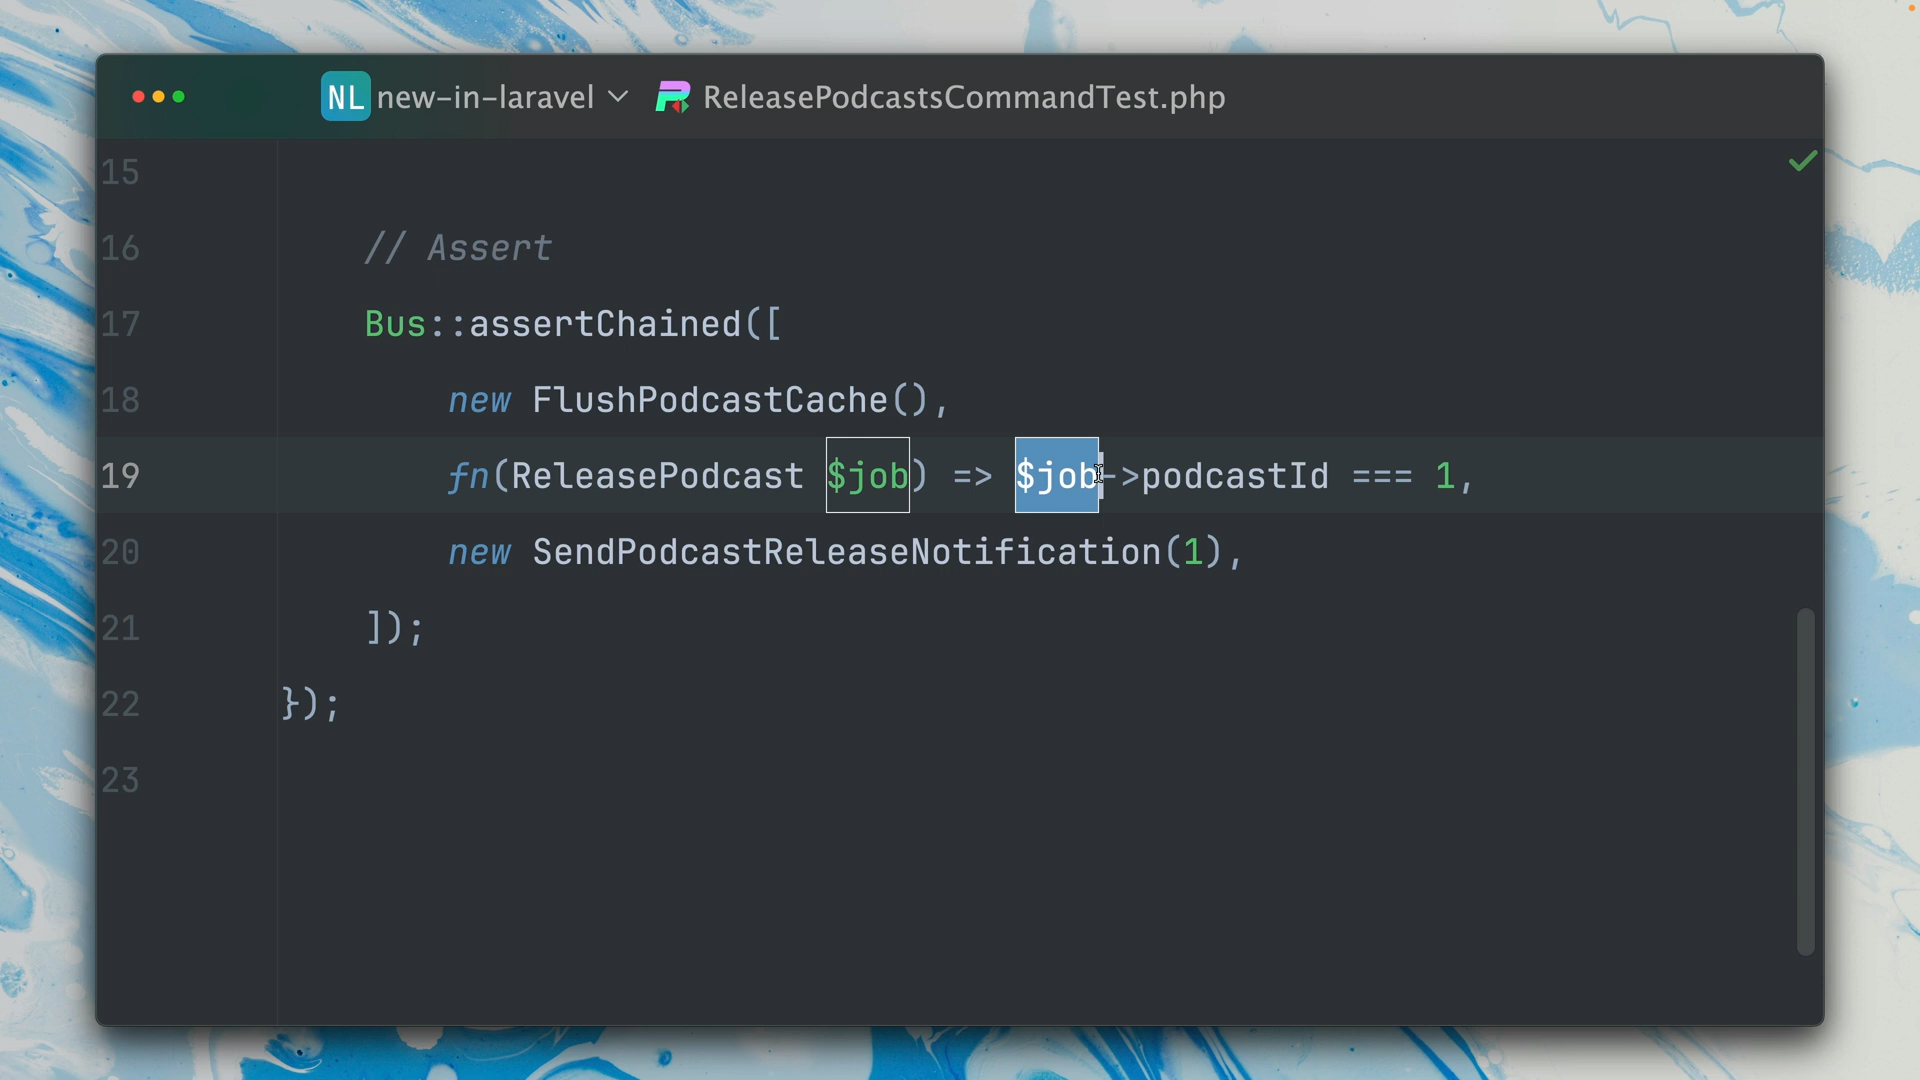 NL new-in-laravel ReleasePodcastsCommandTest.php
15
16 // Assert
17 Bus::assertChained([
18 new FlushPodcastCache(),
19 fn(ReleasePodcast $job) => $job->podcastId === 1,
20 new SendPodcastReleaseNotification(1),
21 ]);
22 });
23